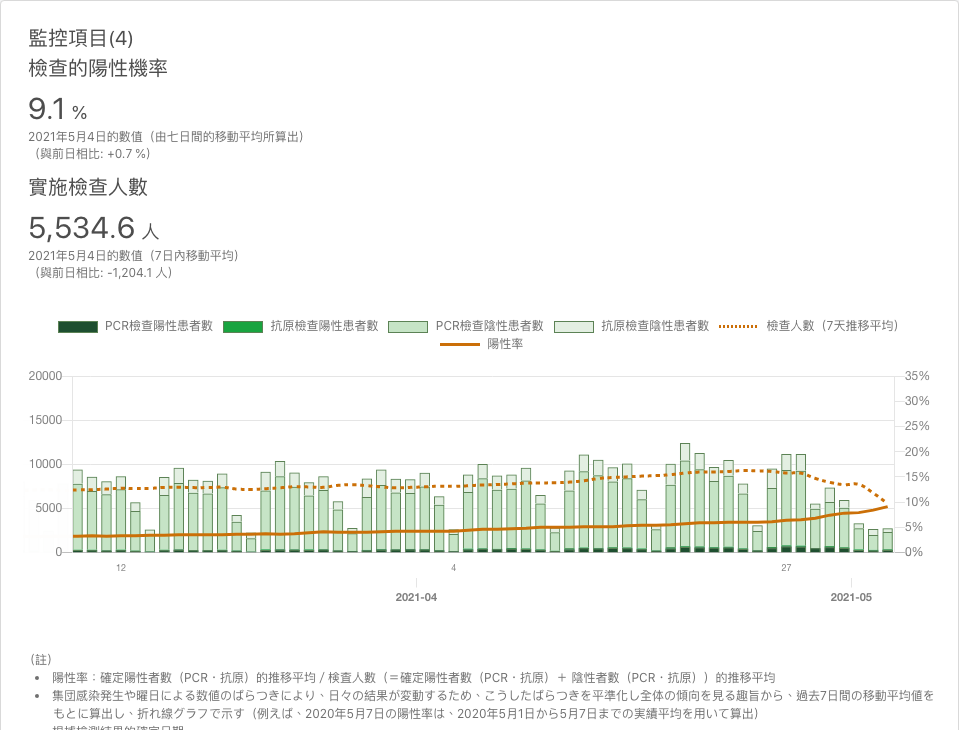 監控項目(4)
檢查的陽性機率
9.1 %
2021年5月4日的數值（由七日間的移動平均所算出）
（與前日相比: +0.7 %）
實施檢查人數
5,534.6 人
2021年5月4日的數值（7日內移動平均）
（與前日相比: -1,204.1 人）
PCR檢查陽性患者數 抗原檢查陽性患者數 PCR檢查陰性患者數 抗原檢查陰性患者數 檢查人數（7天推移平均）
陽性率
20000 35%
30%
15000 25%
20%
10000 15%
5000 10%
5%
0 0%
12 4 27
2021-04 2021-05
（註）
• 陽性率：確定陽性者數（PCR・抗原）的推移平均 / 検査人數（＝確定陽性者數（PCR・抗原）＋ 陰性者數（PCR・抗原））的推移平均
• 集団感染発生や曜日による数値のばらつきにより、日々の結果が変動するため、こうしたばらつきを平準化し全体の傾向を見る趣旨から、過去7日間の移動平均値を
もとに算出し、折れ線グラフで示す（例えば、2020年5月7日の陽性率は、2020年5月1日から5月7日までの実績平均を用いて算出）